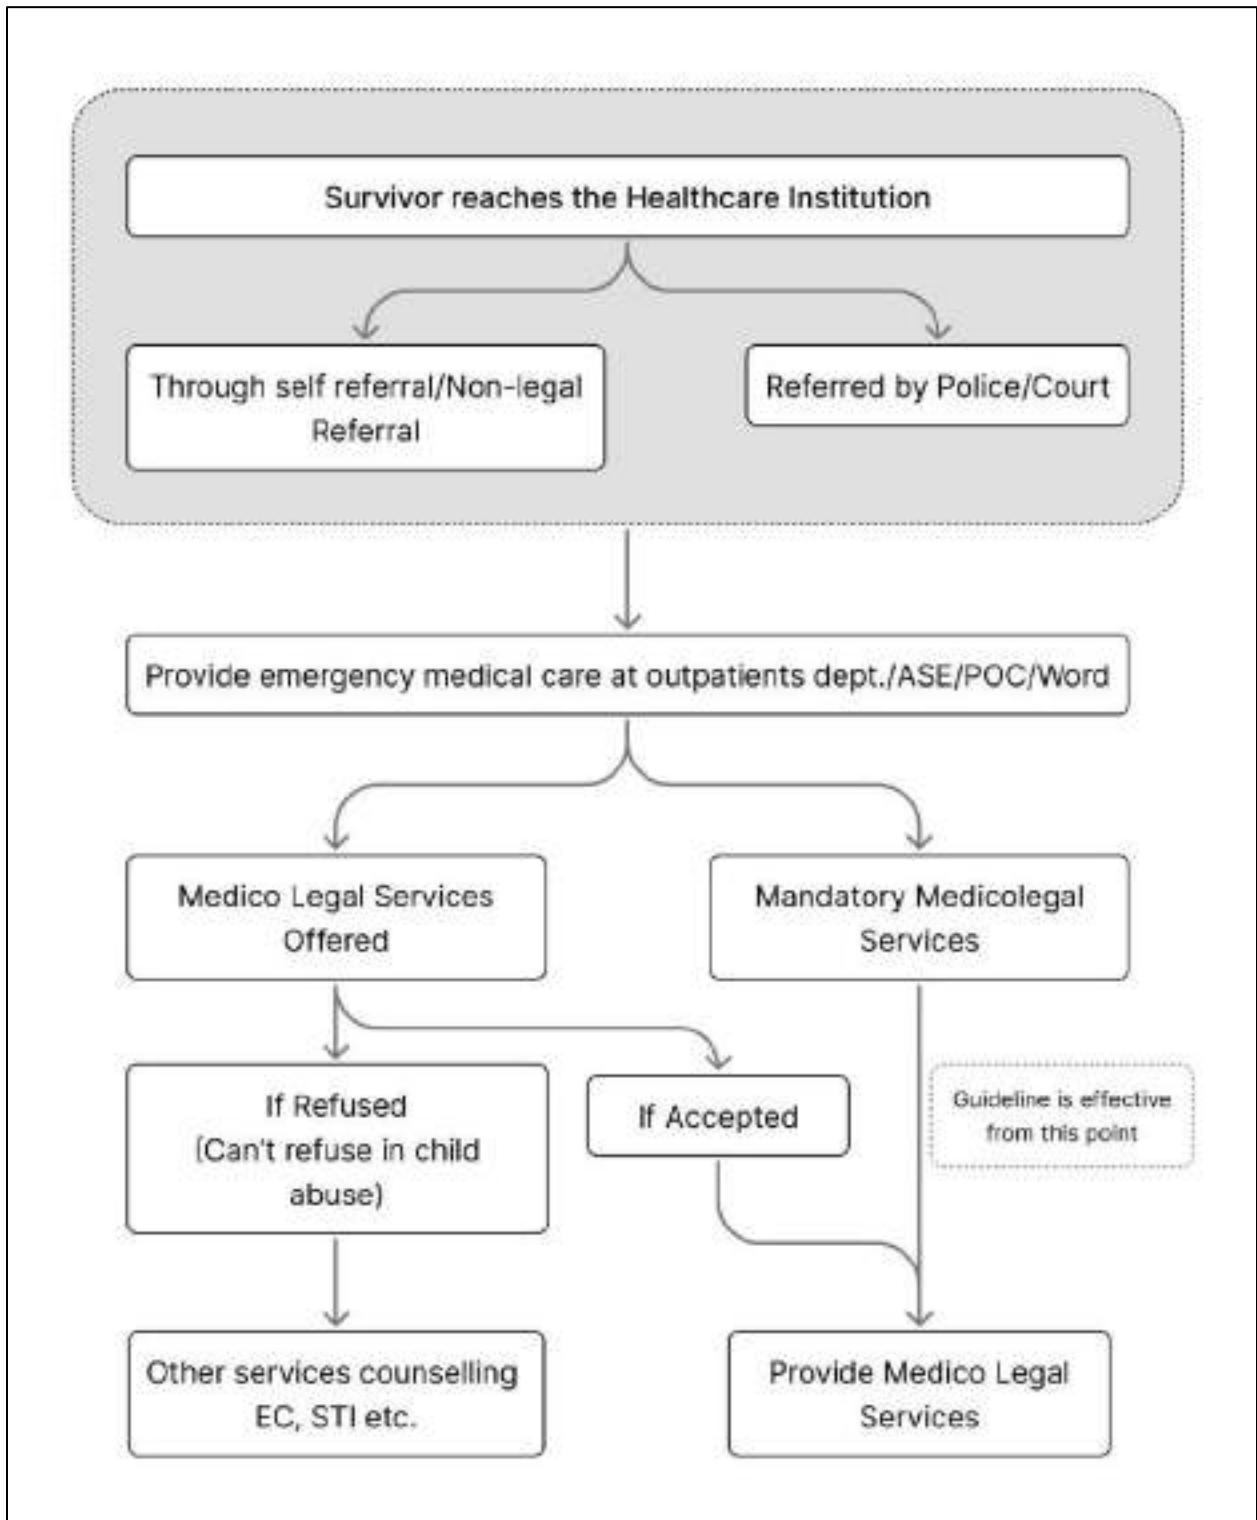 Survivor reaches the Healthcare Institution
Through self referral/Non-legal
Referral
Referred by Police/Court
Provide emergency medical care at outpatients dept./ASE/POC/Word
Medico Legal Services
Offered
Mandatory Medicolegal
Services
If Refused
(Can't refuse in child
abuse)
If Accepted
Guideline is effective
from this point
Other services counselling
EC, STI etc.
Provide Medico Legal
Services